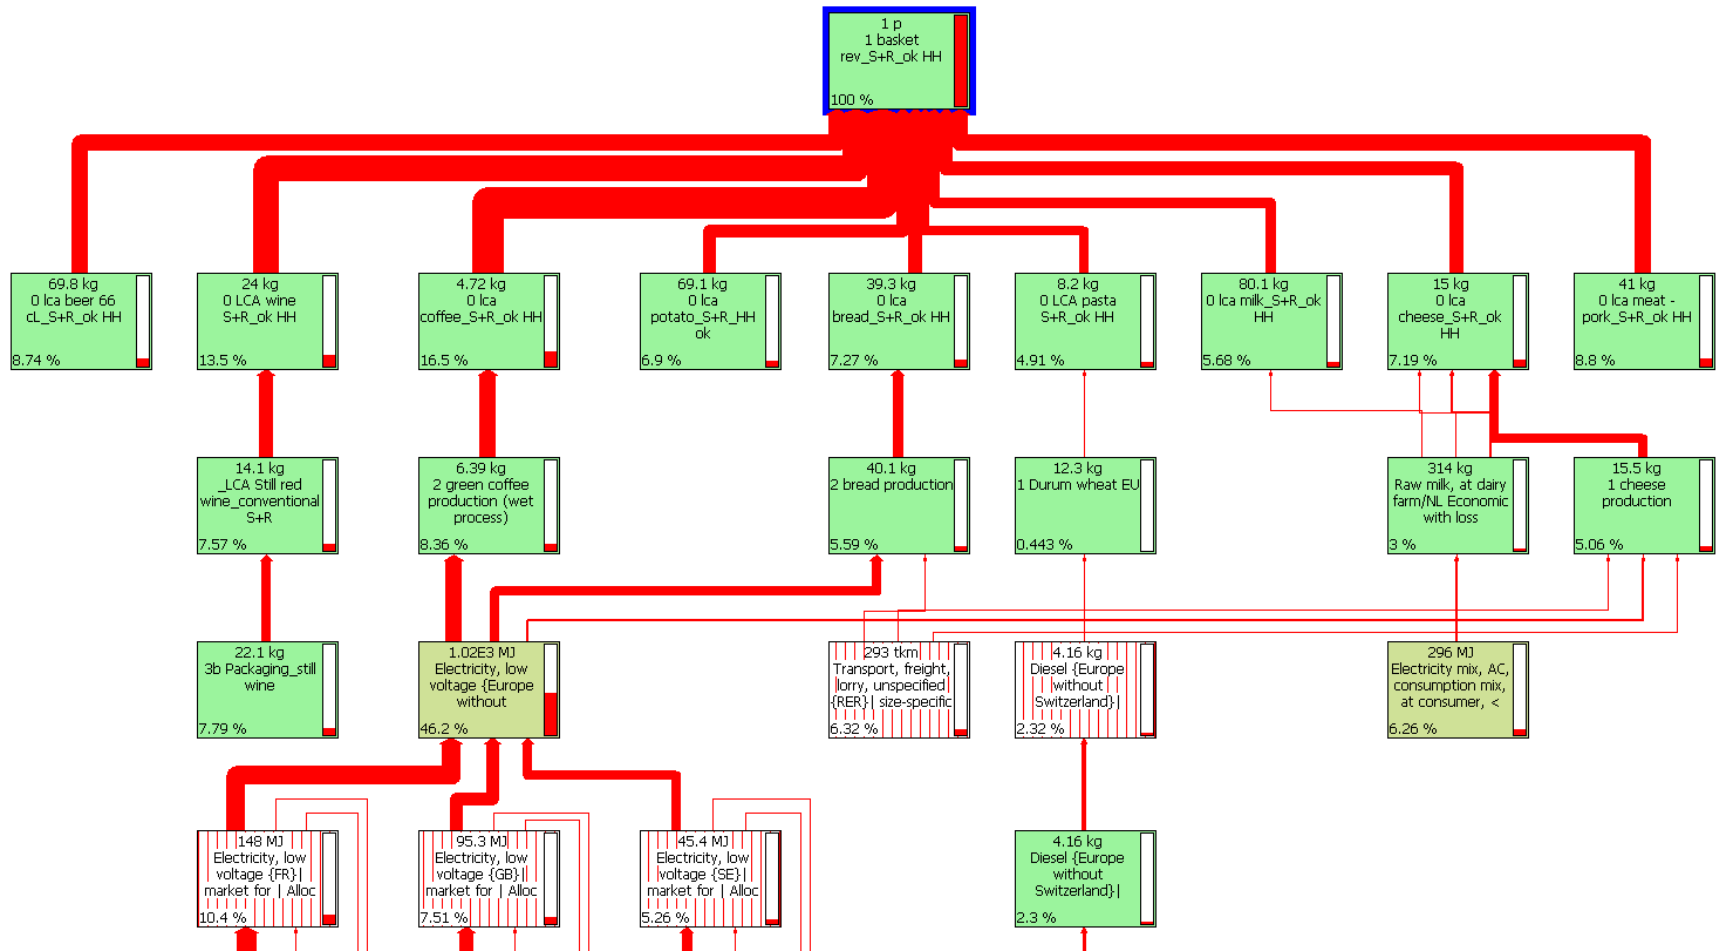 1 p
1 basket
rev_S+R_ok HH
100 %
69.8 kg
0 lca beer 66
cL_S+R_ok HH
8.74 %
24 kg
0 LCA wine
S+R_ok HH
13.5 %
4.72 kg
0 lca
coffee_S+R_ok HH
16.5 %
69.1 kg
0 lca
potato_S+R_HH
ok
6.9 %
39.3 kg
0 lca
bread_S+R_ok HH
7.27 %
8.2 kg
0 LCA pasta
S+R_ok HH
4.91 %
80.1 kg
0 lca milk_S+R_ok
HH
5.68 %
15 kg
0 lca
cheese_S+R_ok
HH
7.19 %
41 kg
0 lca meat -
pork_S+R_ok HH
8.8 %
14.1 kg
_LCA Still red
wine_conventional
S+R
7.57 %
6.39 kg
2 green coffee
production (wet
process)
8.36 %
40.1 kg
2 bread production
5.59 %
12.3 kg
1 Durum wheat EU
0.443 %
314 kg
Raw milk, at dairy
farm/NL Economic
with loss
3 %
15.5 kg
1 cheese
production
5.06 %
22.1 kg
3b Packaging_still
wine
7.79 %
1.02E3 MJ
Electricity, low
voltage {Europe
without
46.2 %
293 tkm
Transport, freight,
lorry, unspecified
{RER}| size-specific
6.32 %
4.16 kg
Diesel {Europe
without
Switzerland}|
2.32 %
296 MJ
Electricity mix, AC,
consumption mix,
at consumer, <
6.26 %
148 MJ
Electricity, low
voltage {FR}|
market for | Alloc
10.4 %
95.3 MJ
Electricity, low
voltage {GB}|
market for | Alloc
7.51 %
45.4 MJ
Electricity, low
voltage {SE}|
market for | Alloc
5.26 %
4.16 kg
Diesel {Europe
without
Switzerland}|
2.3 %